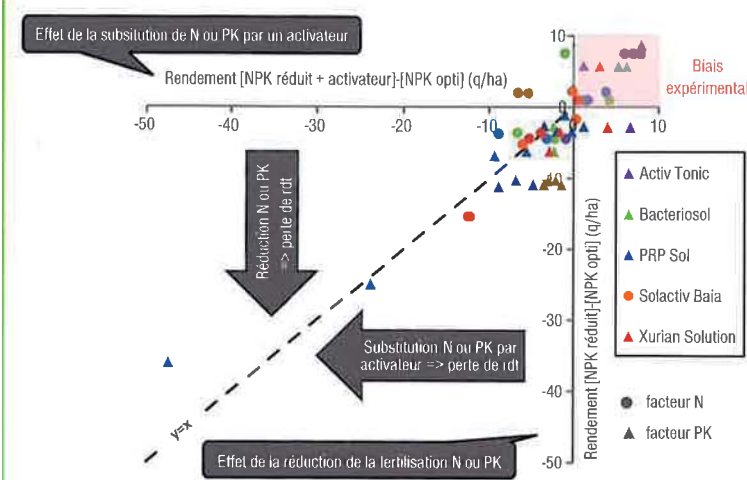 Effet de la subsitution de N ou PK par un activateur
Rendement [NPK réduit + activateur]-[NPK opti] (q/ha)
10
Biais
expérimental
-50
-40
-30
-20
-10
0
0
10
-10
-20
-30
-40
-50
Réduction N ou PK
=> perte de rdt
Substitution N ou PK par
activateur => perte de rdt
Rendement [NPK réduit]-[NPK opti] (q/ha)
Activ Tonic
Bacteriosol
PRP Sol
Solactiv Baia
Xurian Solution
facteur N
facteur PK
y=x
Effet de la réduction de la fertilisation N ou PK